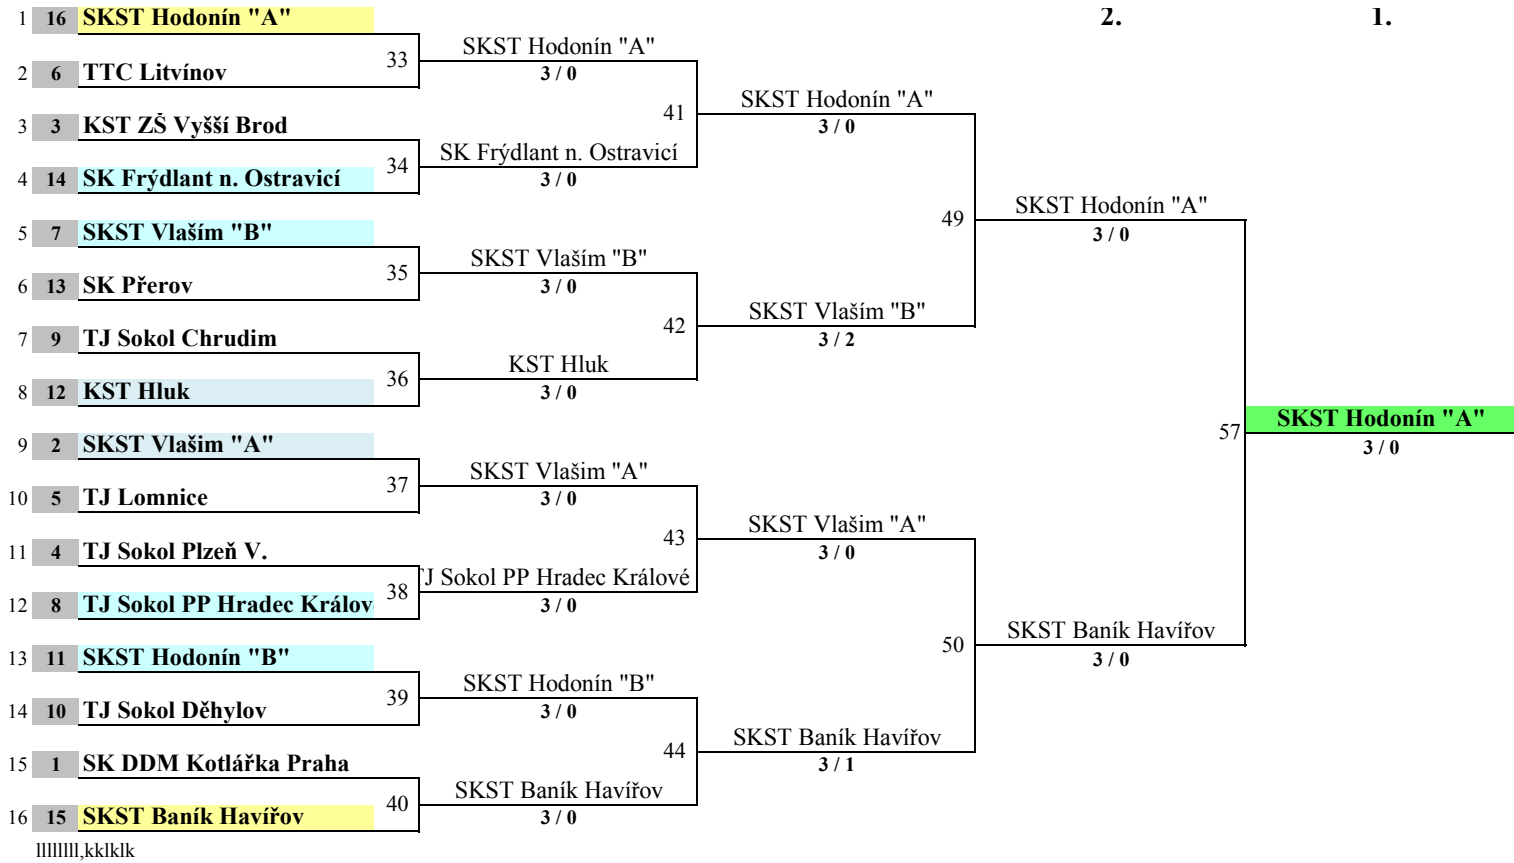 2. 1.
1 16 SKST Hodonín "A"
33 SKST Hodonín "A"
3 / 0
2 6 TTC Litvínov
41 SKST Hodonín "A"
3 / 0
3 3 KST ZŠ Vyšší Brod
34 SK Frýdlant n. Ostravicí
3 / 0
4 14 SK Frýdlant n. Ostravicí
49 SKST Hodonín "A"
3 / 0
5 7 SKST Vlaším "B"
35 SKST Vlaším "B"
3 / 0
6 13 SK Přerov
42 SKST Vlaším "B"
3 / 2
7 9 TJ Sokol Chrudim
36 KST Hluk
3 / 0
8 12 KST Hluk
57 SKST Hodonín "A"
3 / 0
9 2 SKST Vlašim "A"
37 SKST Vlašim "A"
3 / 0
10 5 TJ Lomnice
43 SKST Vlašim "A"
3 / 0
11 4 TJ Sokol Plzeň V.
38 TJ Sokol PP Hradec Králové
3 / 0
12 8 TJ Sokol PP Hradec Králov
50 SKST Baník Havířov
3 / 0
13 11 SKST Hodonín "B"
39 SKST Hodonín "B"
3 / 0
14 10 TJ Sokol Děhylov
44 SKST Baník Havířov
3 / 1
15 1 SK DDM Kotlářka Praha
40 SKST Baník Havířov
3 / 0
16 15 SKST Baník Havířov
llllllll,kklklk